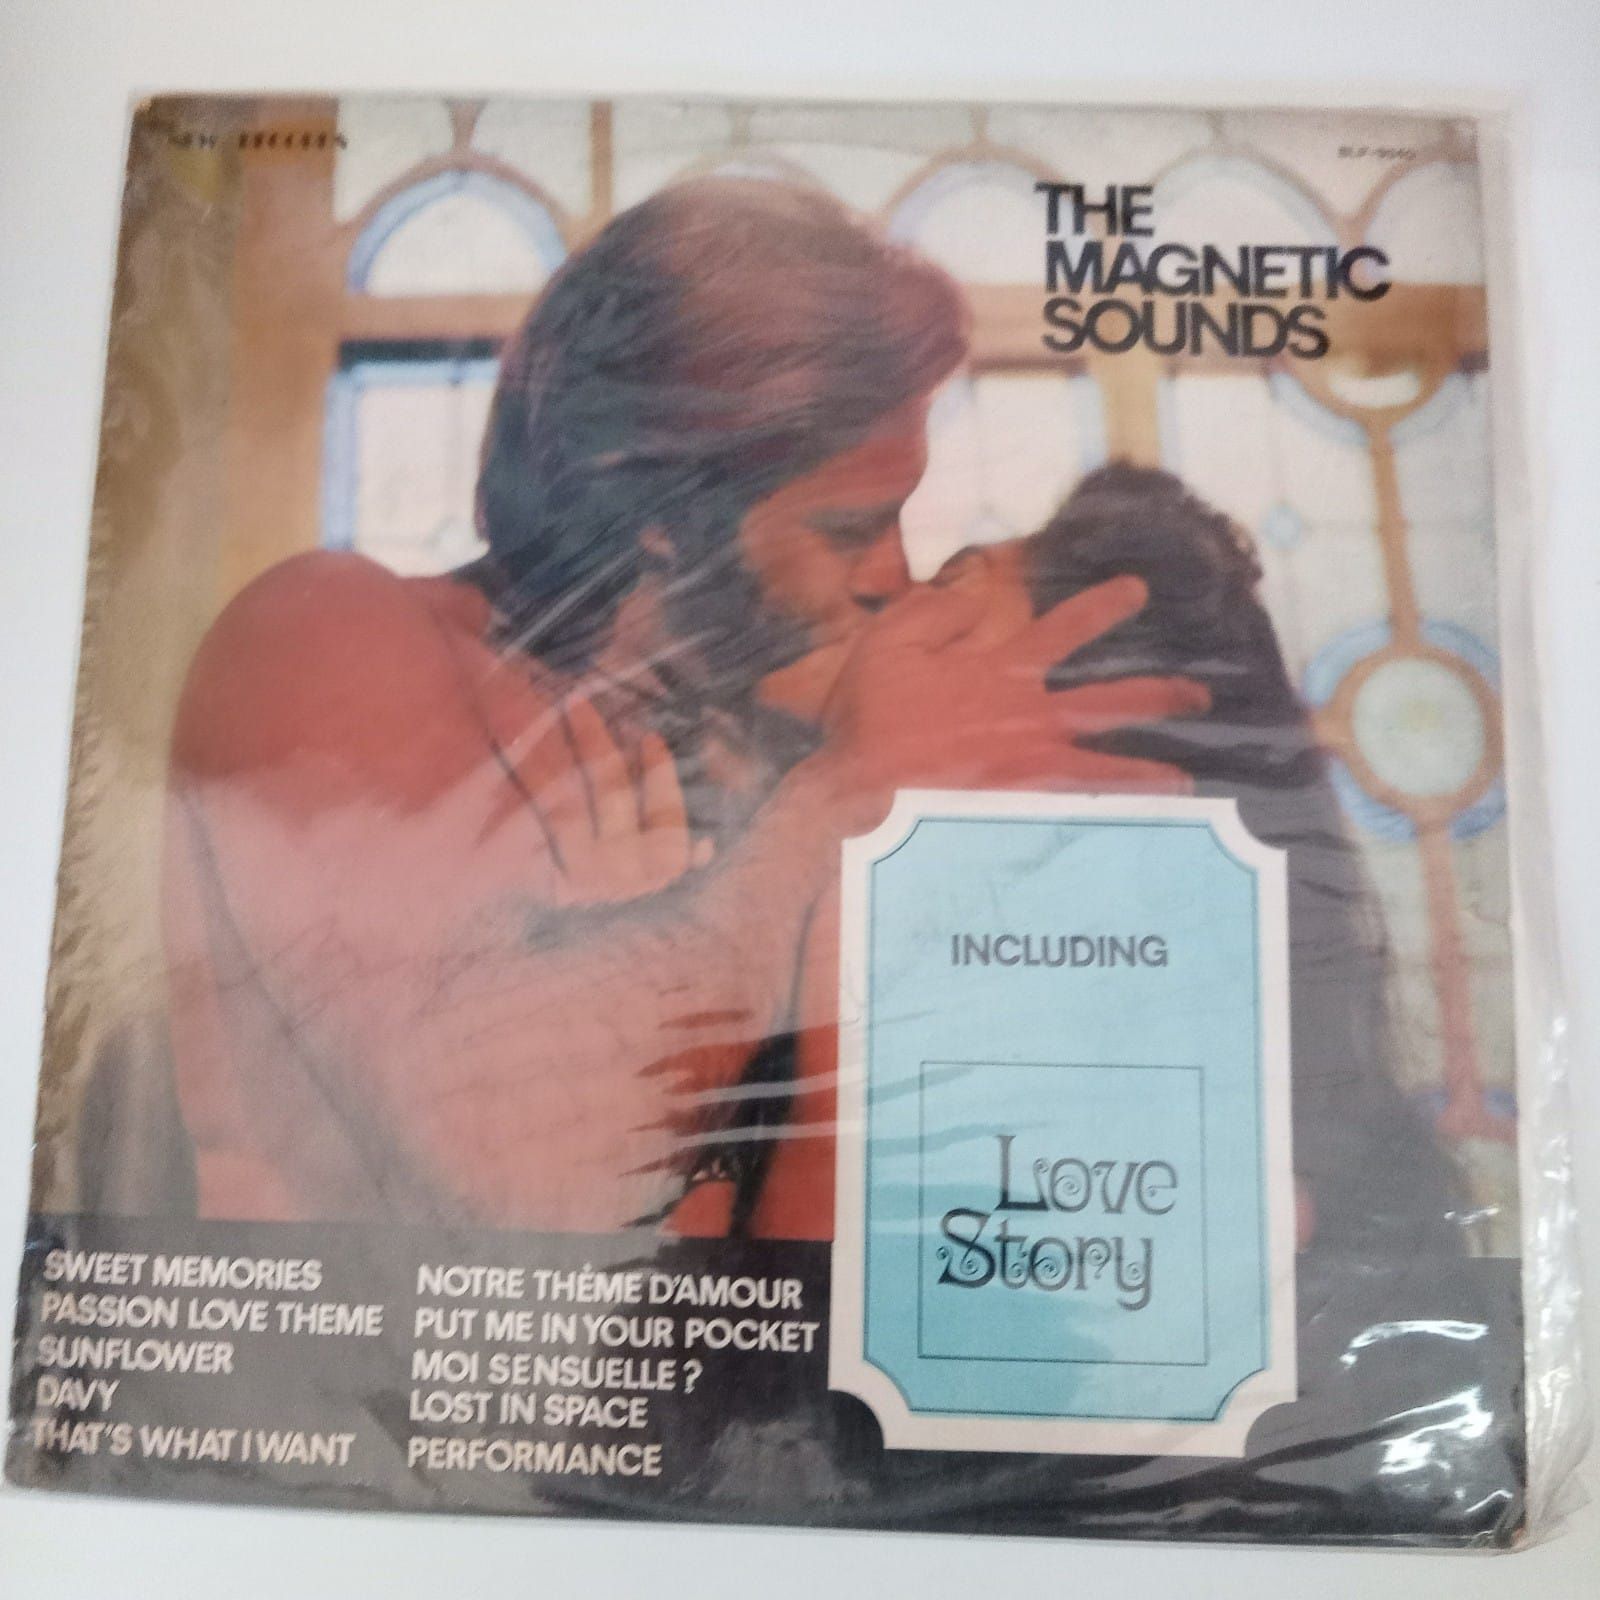 THE
MAGNETIC
SOUNDS
INCLUDING
Love
Story
SWEET MEMORIES
PASSION LOVE THEME
SUNFLOWER
DAVY
THAT'S WHAT I WANT
NOTRE THÈME D'AMOUR
PUT ME IN YOUR POCKET
MOI SENSUELLE?
LOST IN SPACE
PERFORMANCE